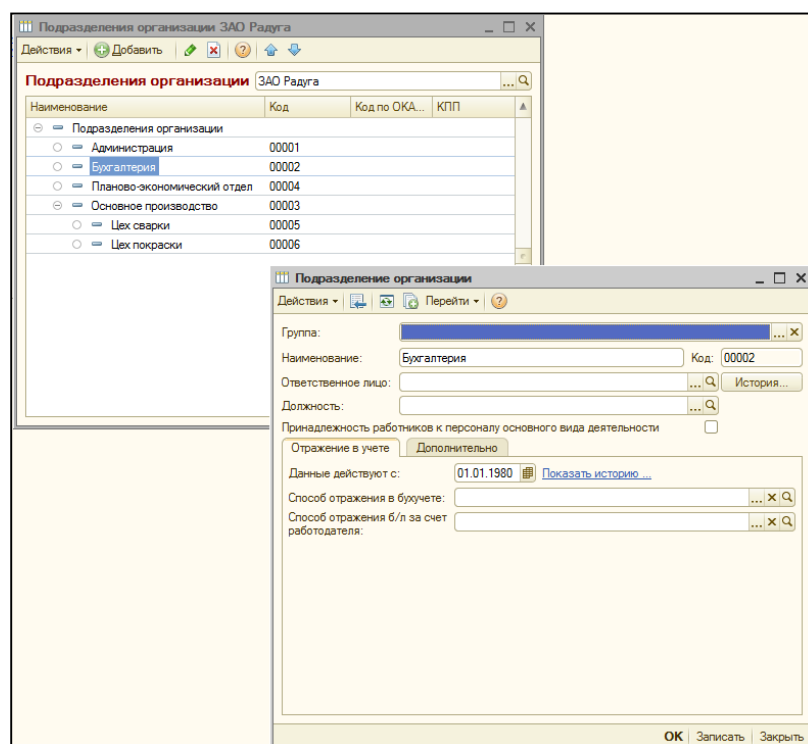 Подразделения организации ЗАО Радуга
Действия Добавить
Подразделения организации ЗАО Радуга ...
Наименование Код Код по ОКА... КПП
Подразделения организации
Администрация 00001
Бухгалтерия 00002
Планово-экономический отдел 00004
Основное производство 00003
Цех сварки 00005
Цех покраски 00006
Подразделение организации
Действия Перейти
Группа: ...
Наименование: Бухгалтерия Код: 00002
Ответственное лицо: ... История...
Должность: ...
Принадлежность работников к персоналу основного вида деятельности
Отражение в учете Дополнительно
Данные действуют с: 01.01.1980 Показать историю ...
Способ отражения в бухучете: ...
Способ отражения б/л за счет
работодателя: ...
OK Записать Закрыть